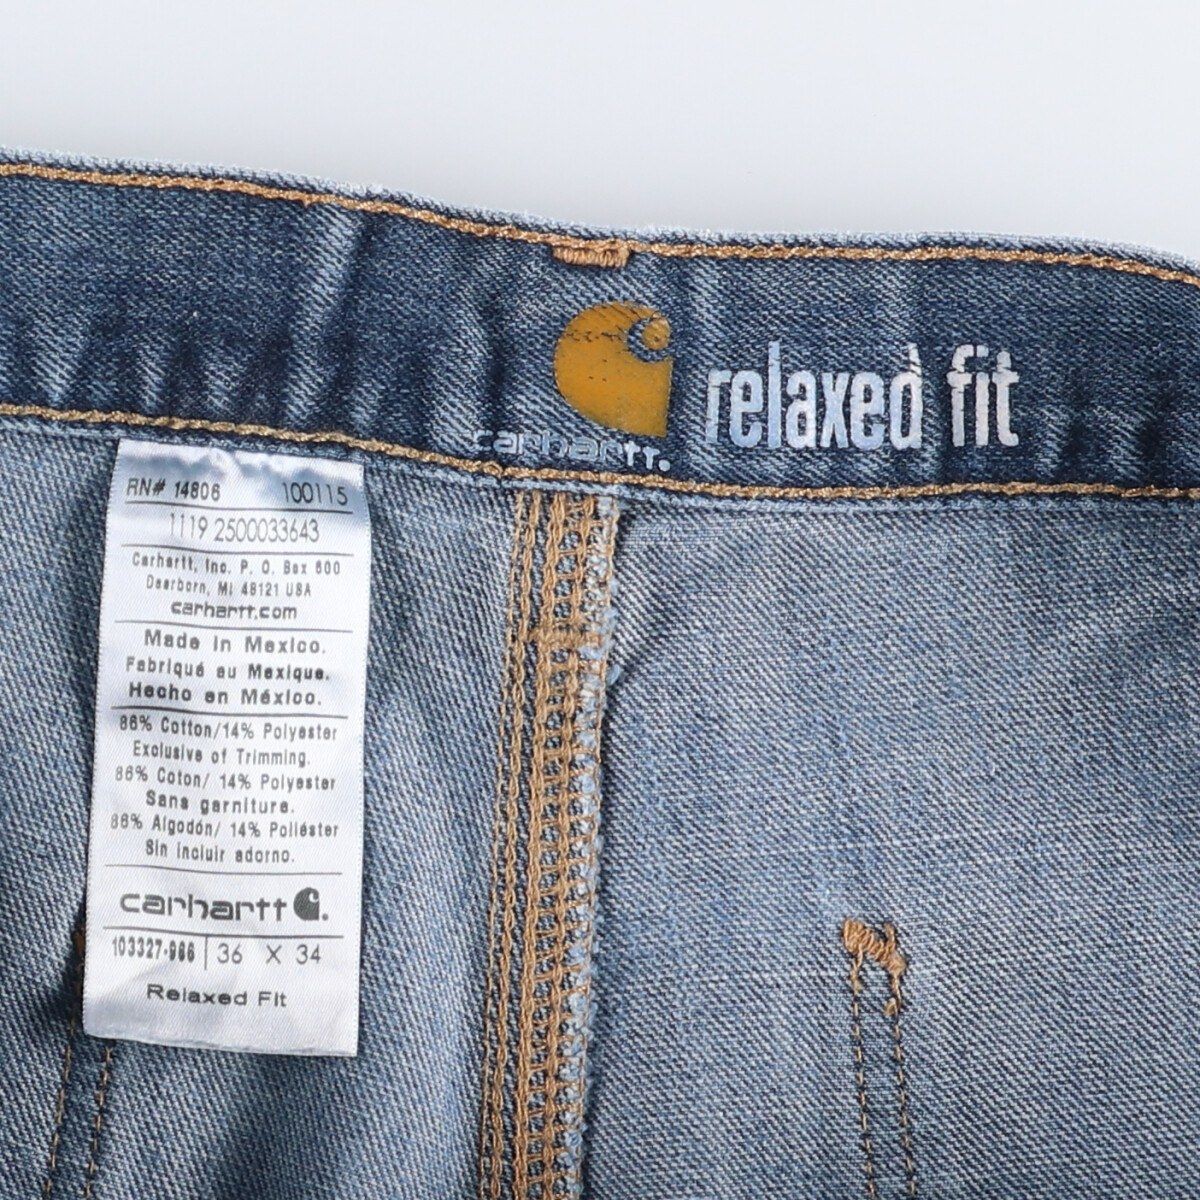 carhartt.
relaxed fit
RN# 14806 100115
1119 2500033643
Carhartt, Inc. P. O. Box 600
Dearborn, MI 48121 USA
carhartt.com
Made in Mexico.
Fabriqué au Mexique.
Hecho en México.
86% Cotton/14% Polyester
Exclusive of Trimming.
86% Coton/ 14% Polyester
Sans garniture.
86% Algodón/ 14% Poliéster
Sin incluir adorno.
carhartt
103327-986 36 X 34
Relaxed Fit